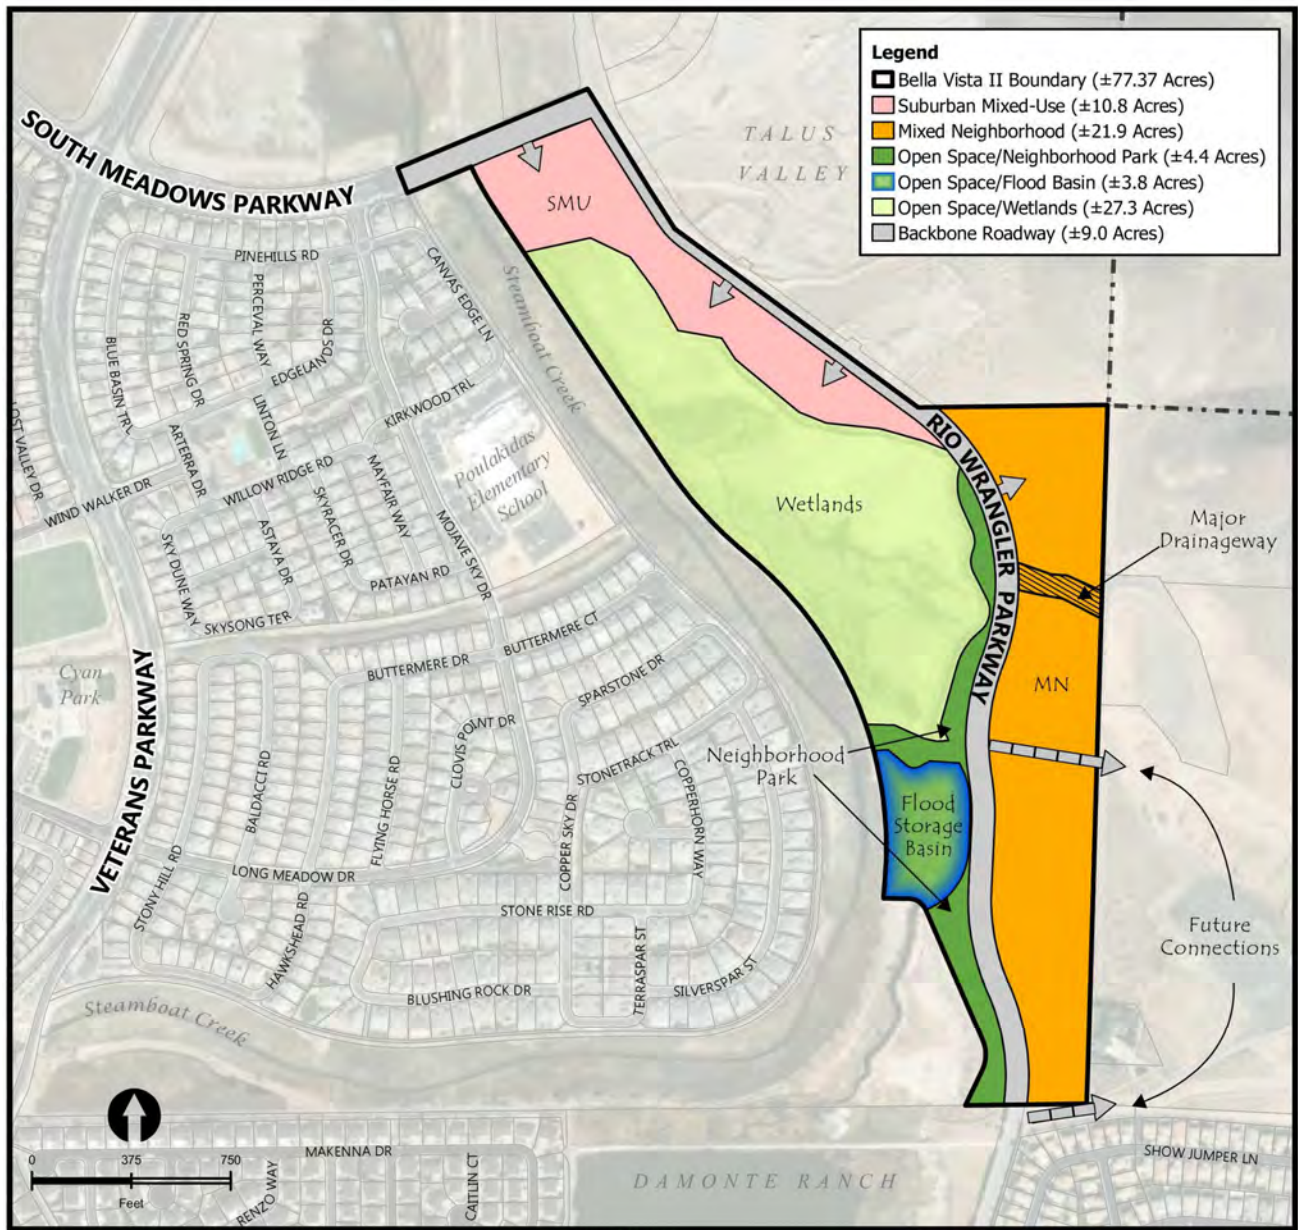 Legend
Bella Vista II Boundary (±77.37 Acres)
Suburban Mixed-Use (±10.8 Acres)
Mixed Neighborhood (±21.9 Acres)
Open Space/Neighborhood Park (±4.4 Acres)
Open Space/Flood Basin (±3.8 Acres)
Open Space/Wetlands (±27.3 Acres)
Backbone Roadway (±9.0 Acres)
TALUS
VALLEY
SOUTH MEADOWS PARKWAY
SMU
PINEHILLS RD
CANVAS EDGE LN
PERCEVAL WAY
RED SPRING DR
BLUE BASIN TRL
EDGELANDS DR
Steamboat Creek
LINTON LN
KIRKWOOD TRL
LOST VALLEY DR
ARTERRA DR
RIO WRANGLER PARKWAY
Poulakidas
Elementary
School
WILLOW RIDGE RD
MAYFAIR WAY
WIND WALKER DR
SKYRACER DR
Wetlands
ASTAYA DR
MOJAVE SKY DR
Major
Drainageway
SKY DUNE WAY
PATAYAN RD
SKYSONG TER
BUTTERMERE CT
BUTTERMERE DR
SPARSTONE DR
Cyan
Park
MN
VETERANS PARKWAY
CLOVIS POINT DR
STONETRACK TRL
Neighborhood
Park
BALDACCI RD
FLYING HORSE RD
COPPERHORN WAY
COPPER SKY DR
Flood
Storage
Basin
STONY HILL RD
LONG MEADOW DR
HAWKSHEAD RD
STONE RISE RD
Future
Connections
TERRASPAR ST
SILVERSPAR ST
BLUSHING ROCK DR
Steamboat Creek
0
375
750
Feet
MAKENNA DR
RENZO WAY
CAITLIN CT
DAMONTE RANCH
SHOW JUMPER LN